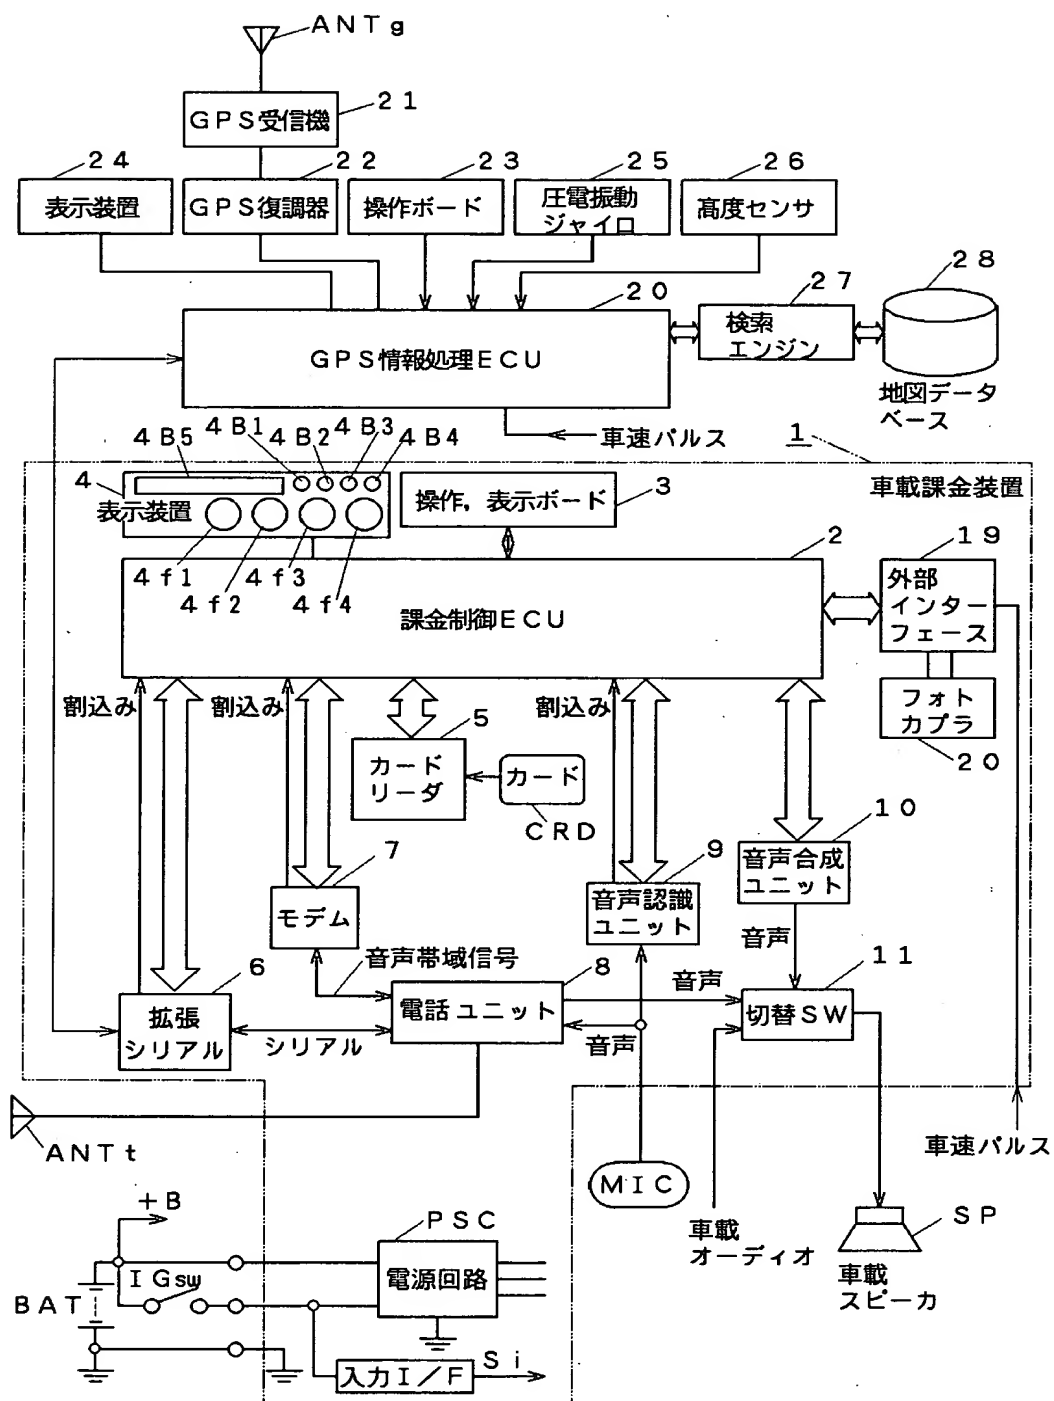 ANTg
21
GPS受信機
24
22
23
25
26
表示装置
GPS復調器
操作ボード
圧電振動
ジャイロ
高度センサ
20
27
28
GPS情報処理ECU
検索
エンジン
地図データ
ベース
車速パルス
4B5
4B1
4B2
4B3
4B4
1
車載課金装置
4
表示装置
操作，表示ボード
3
4f1
4f2
4f3
4f4
2
19
課金制御ECU
外部
インター
フェース
フォト
カプラ
20
割込み
割込み
割込み
5
カード
リーダ
カード
CRD
10
7
9
音声合成
ユニット
モデム
音声認識
ユニット
音声
音声帯域信号
6
8
11
拡張
シリアル
シリアル
電話ユニット
音声
音声
切替SW
ANTt
車速パルス
MIC
車載
オーディオ
SP
車載
スピーカ
+B
PSC
IGsw
電源回路
BAT
入力I/F
Si